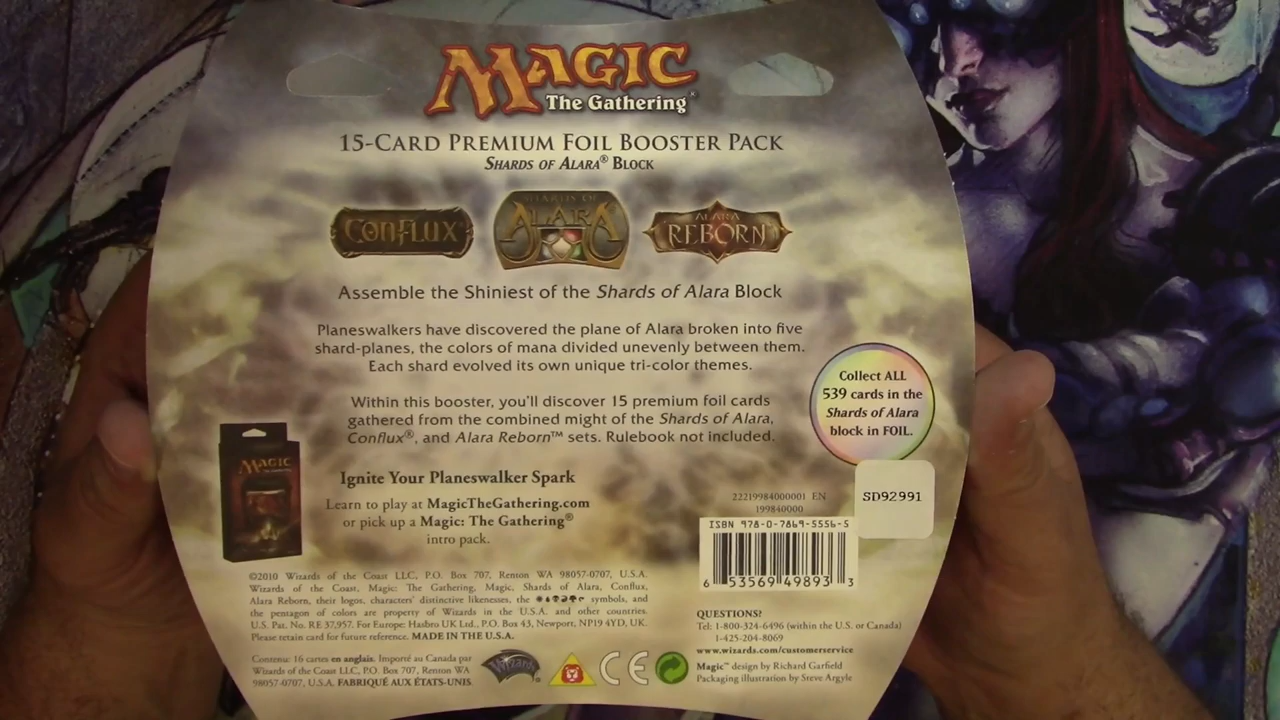 MAGIC
The Gathering®
15-CARD PREMIUM FOIL BOOSTER PACK
SHARDS OF ALARA® BLOCK
CONFLUX
SHARDS OF
ALARA
ALARA
REBORN
Assemble the Shiniest of the Shards of Alara Block
Planeswalkers have discovered the plane of Alara broken into five
shard-planes, the colors of mana divided unevenly between them.
Each shard evolved its own unique tri-color themes.
Within this booster, you'll discover 15 premium foil cards
gathered from the combined might of the Shards of Alara,
Conflux®, and Alara Reborn™ sets. Rulebook not included.
Collect ALL
539 cards in the
Shards of Alara
block in FOIL.
MAGIC
Ignite Your Planeswalker Spark
Learn to play at MagicTheGathering.com
or pick up a Magic: The Gathering®
intro pack.
22219984000001 EN
199840000
SD92991
ISBN 978-0-7869-5556-5
6 53569 49893 3
©2010 Wizards of the Coast LLC, P.O. Box 707, Renton WA 98057-0707, U.S.A.
Wizards of the Coast, Magic: The Gathering, Magic, Shards of Alara, Conflux,
Alara Reborn, their logos, characters' distinctive likenesses, the symbols, and
the pentagon of colors are property of Wizards in the U.S.A. and other countries.
U.S. Pat. No. RE 37,957. For Europe: Hasbro UK Ltd., P.O. Box 43, Newport, NP19 4YD, UK.
Please retain card for future reference. MADE IN THE U.S.A.
Contenu: 16 cartes en anglais. Importé au Canada par
Wizards of the Coast LLC, P.O. Box 707, Renton WA
98057-0707, U.S.A. FABRIQUÉ AUX ÉTATS-UNIS.
Wizards
CE
QUESTIONS?
Tel: 1-800-324-6496 (within the U.S. or Canada)
1-425-204-8069
www.wizards.com/customerservice
Magic™ design by Richard Garfield
Packaging illustration by Steve Argyle